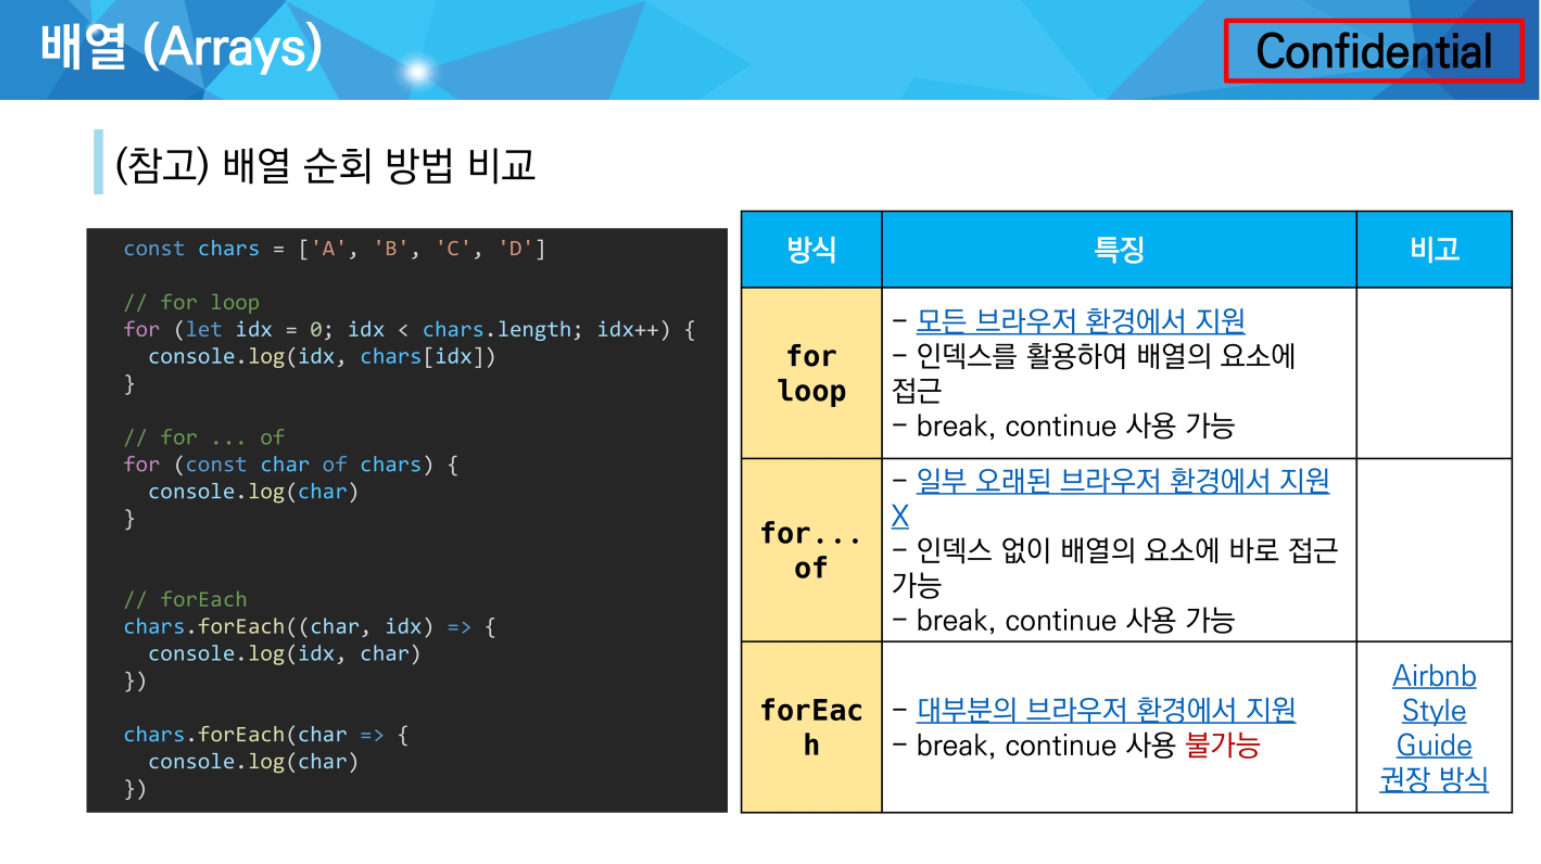 배열 (Arrays)
Confidential
(참고) 배열 순회 방법 비교
const chars = ['A', 'B', 'C', 'D']
// for loop
for (let idx = 0; idx < chars.length; idx++) {
  console.log(idx, chars[idx])
}
// for ... of
for (const char of chars) {
  console.log(char)
}
// forEach
chars.forEach((char, idx) => {
  console.log(idx, char)
})
chars.forEach(char => {
  console.log(char)
})
방식
특징
비고
for
loop
- 모든 브라우저 환경에서 지원
- 인덱스를 활용하여 배열의 요소에
접근
- break, continue 사용 가능
for...
of
- 일부 오래된 브라우저 환경에서 지원
X
- 인덱스 없이 배열의 요소에 바로 접근
가능
- break, continue 사용 가능
forEac
h
- 대부분의 브라우저 환경에서 지원
- break, continue 사용 불가능
Airbnb
Style
Guide
권장 방식